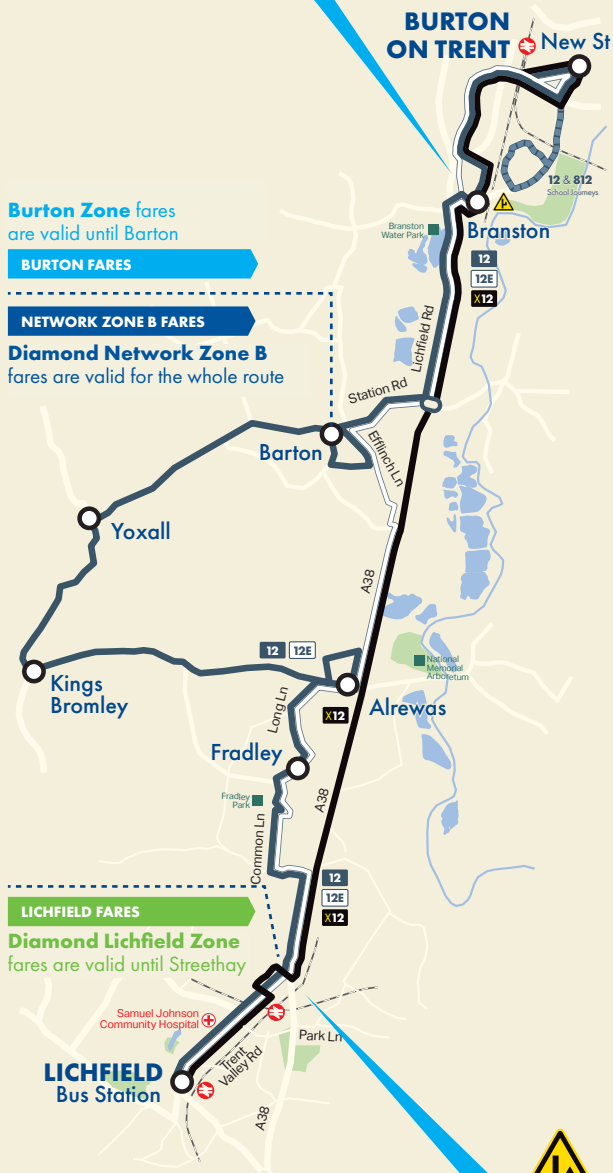 BURTON
ON TRENT
New St
12 & 812
School Journeys
Burton Zone fares
are valid until Barton
BURTON FARES
Branston
Water Park
Branston
12
12E
X12
NETWORK ZONE B FARES
Diamond Network Zone B
fares are valid for the whole route
Lichfield Rd
Station Rd
Barton
Efflinch Ln
Yoxall
A38
12 12E
National
Memorial
Arboretum
Kings
Bromley
Long Ln
X12
Alrewas
Fradley
Fradley
Park
A38
Common Ln
12
12E
X12
LICHFIELD FARES
Diamond Lichfield Zone
fares are valid until Streethay
Samuel Johnson
Community Hospital
Park Ln
Trent
Valley Rd
LICHFIELD
Bus Station
A38